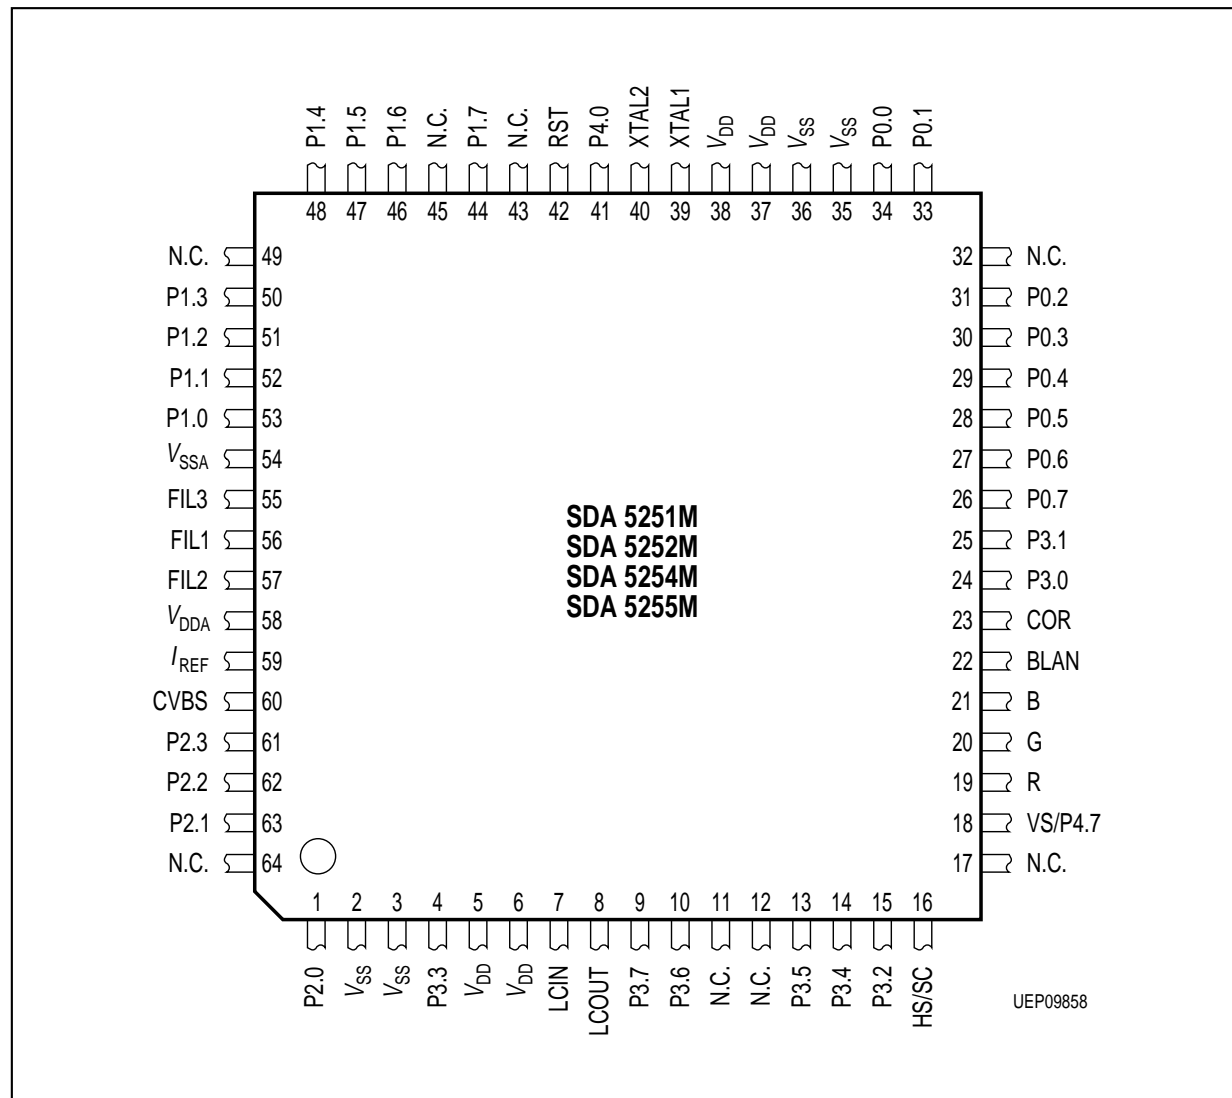 P1.4 P1.5 P1.6 N.C. P1.7 N.C. RST P4.0 XTAL2 XTAL1 VDD VDD VSS VSS P0.0 P0.1
48 47 46 45 44 43 42 41 40 39 38 37 36 35 34 33
N.C. 49 32 N.C.
P1.3 50 31 P0.2
P1.2 51 30 P0.3
P1.1 52 29 P0.4
P1.0 53 28 P0.5
VSSA 54 27 P0.6
FIL3 55 26 P0.7
FIL1 56 25 P3.1
FIL2 57 24 P3.0
VDDA 58 23 COR
IREF 59 22 BLAN
CVBS 60 21 B
P2.3 61 20 G
P2.2 62 19 R
P2.1 63 18 VS/P4.7
N.C. 64 17 N.C.
SDA 5251M
SDA 5252M
SDA 5254M
SDA 5255M
1 2 3 4 5 6 7 8 9 10 11 12 13 14 15 16
P2.0 VSS VSS P3.3 VDD VDD LCIN LCOUT P3.7 P3.6 N.C. N.C. P3.5 P3.4 P3.2 HS/SC
UEP09858